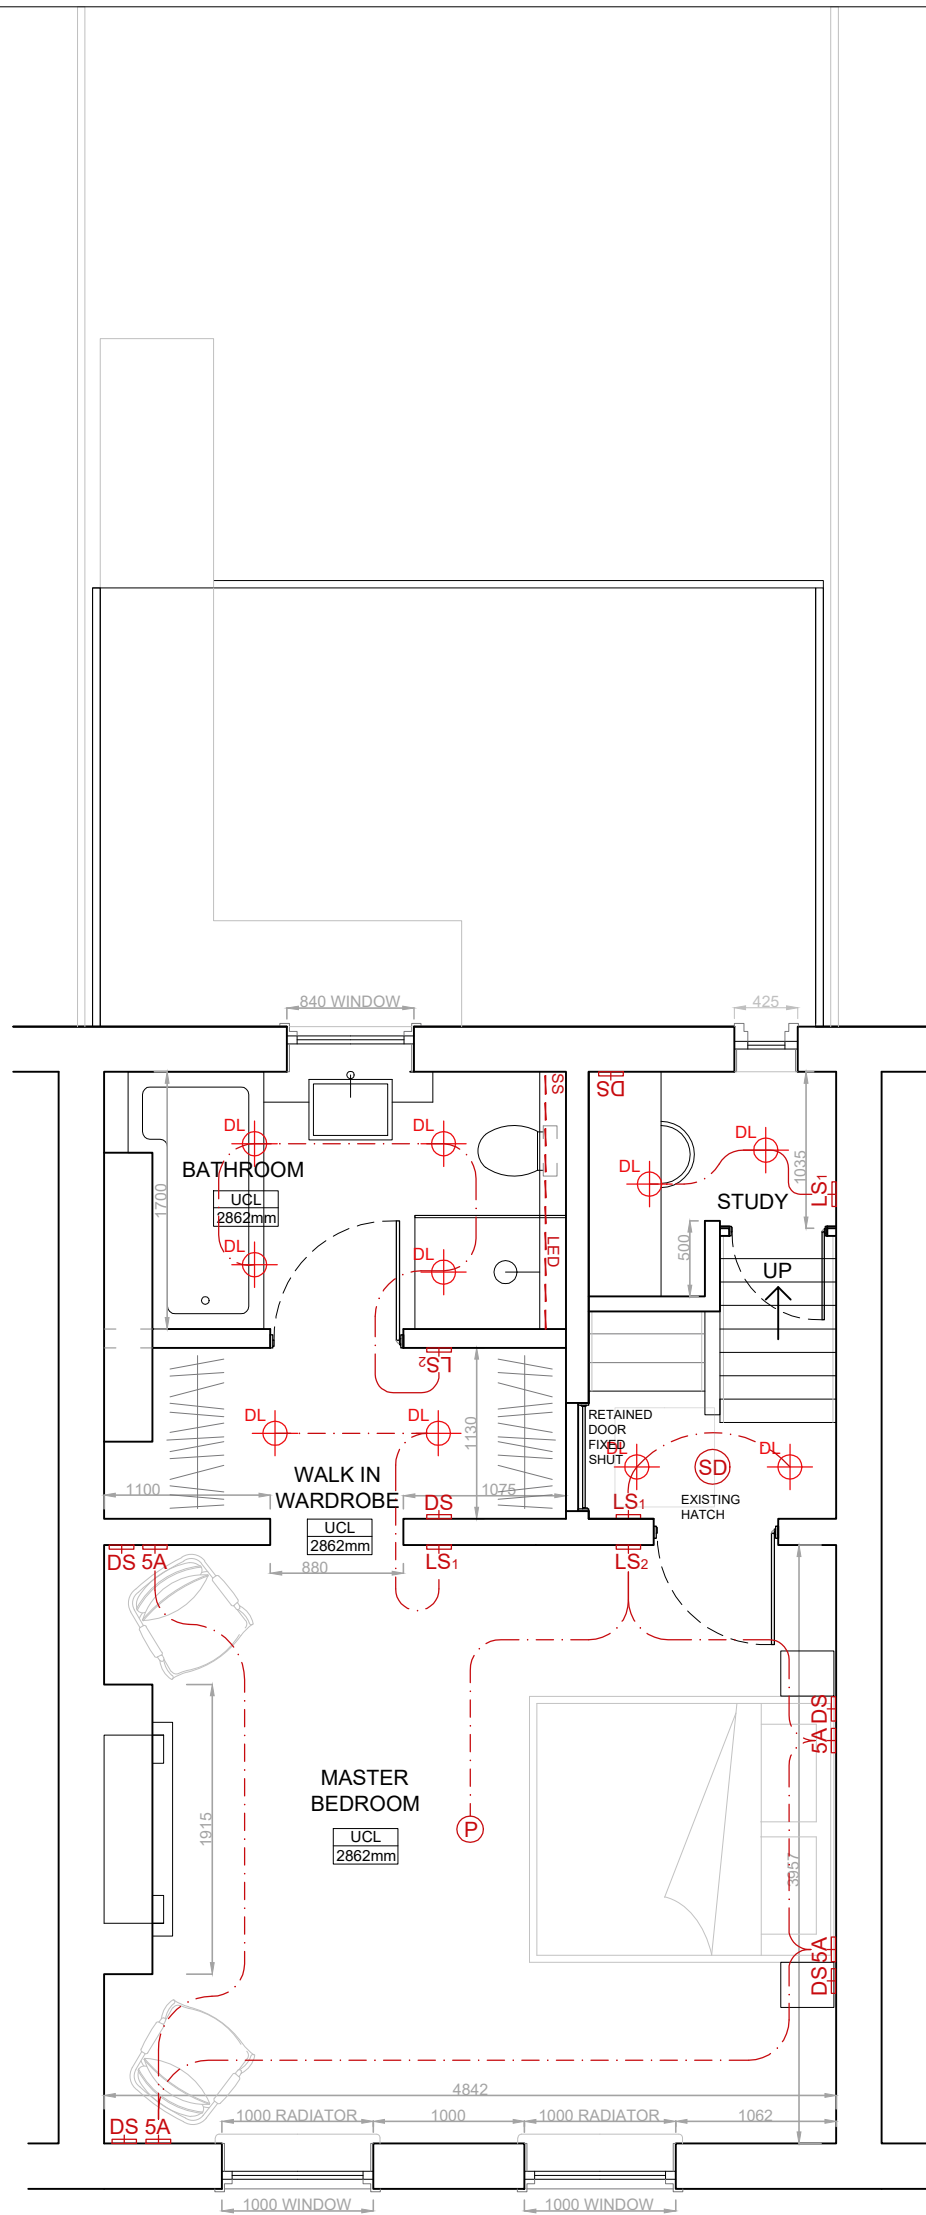 840 WINDOW
425
DS
SS
DL
DL
DL
DL
BATHROOM
UCL
2862mm
1700
1035
LS1
STUDY
DL
DL
LED
500
UP
LS2
DL
DL
1130
RETAINED
DOOR
FIXED
SHUT
DL
SD
DL
WALK IN
WARDROBE
1100
1075
EXISTING
HATCH
DS
LS1
UCL
2862mm
880
DS 5A
LS1
LS2
5A DS
MASTER
BEDROOM
UCL
2862mm
P
1915
3957
DS 5A
4842
1000 RADIATOR
1000
1000 RADIATOR
1062
DS 5A
1000 WINDOW
1000 WINDOW